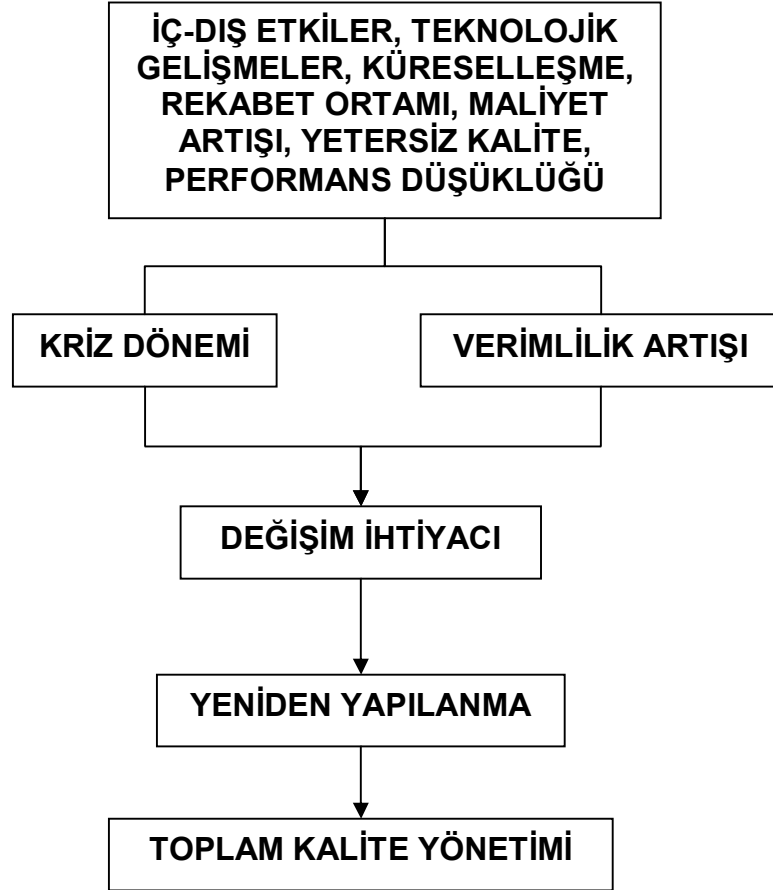 İÇ-DIŞ ETKİLER, TEKNOLOJİK
GELİŞMELER, KÜRESELLEŞME,
REKABET ORTAMI, MALİYET
ARTIŞI, YETERSİZ KALİTE,
PERFORMANS DÜŞÜKLÜĞÜ
KRİZ DÖNEMİ
VERİMLİLİK ARTIŞI
DEĞİŞİM İHTİYACI
YENİDEN YAPILANMA
TOPLAM KALİTE YÖNETİMİ